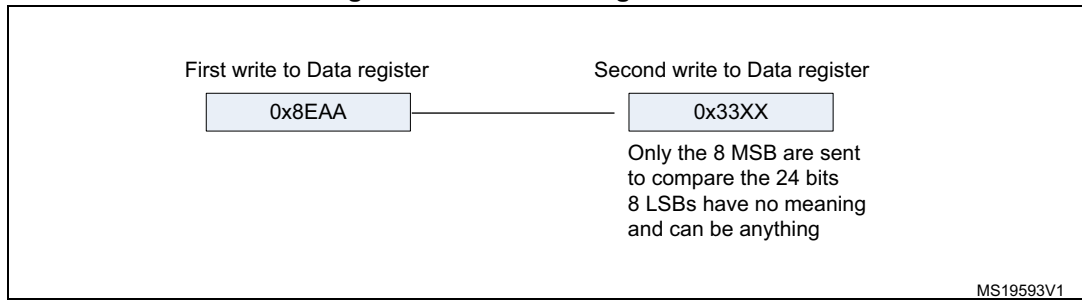 First write to Data register
Second write to Data register
0x8EAA
0x33XX
Only the 8 MSB are sent
to compare the 24 bits
8 LSBs have no meaning
and can be anything
MS19593V1